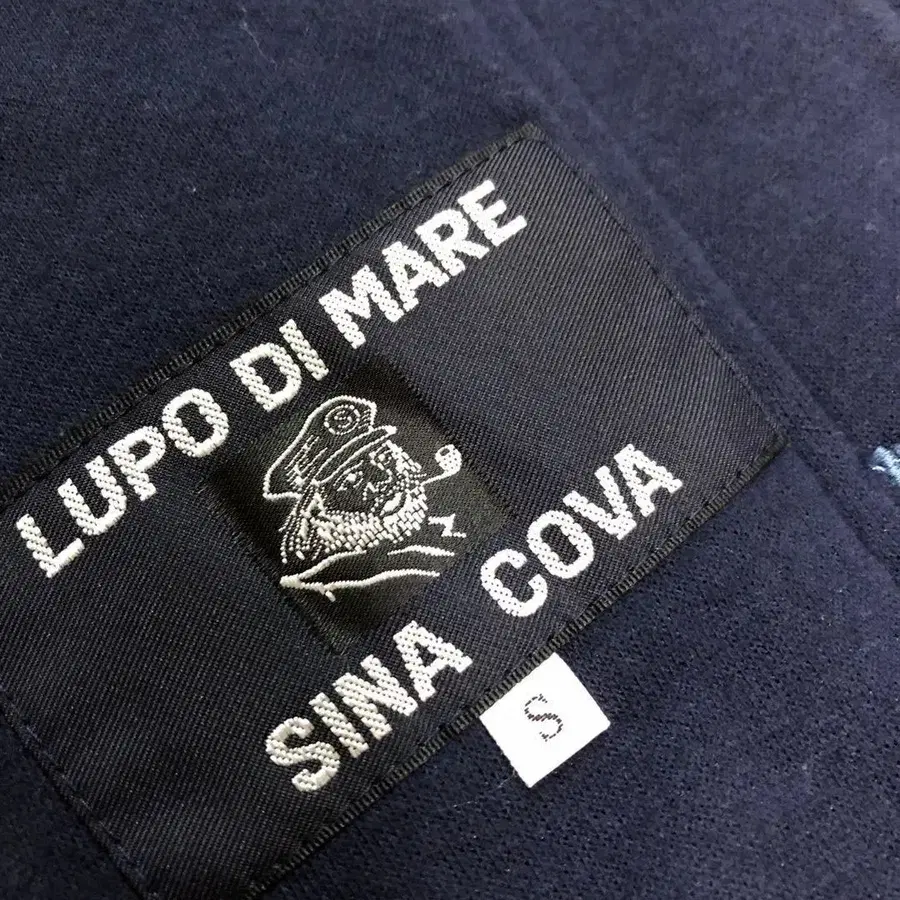 LUPO DI MARE
SINA COVA
S